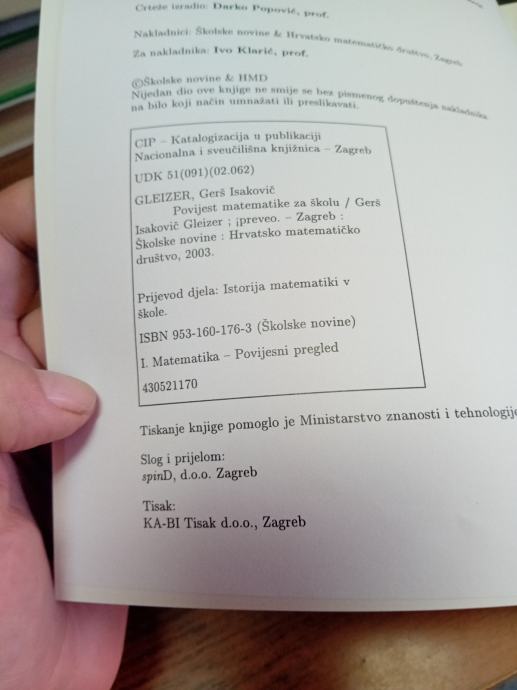 Crteže izradio: Darko Popović, prof.
Nakladnici: Školske novine & Hrvatsko matematičko društvo, Zagreb
Za nakladnika: Ivo Klarić, prof.
©Školske novine & HMD
Nijedan dio ove knjige ne smije se bez pismenog dopuštenja nakladnika
na bilo koji način umnažati ili preslikavati.
CIP – Katalogizacija u publikaciji
Nacionalna i sveučilišna knjižnica – Zagreb
UDK 51(091)(02.062)
GLEIZER, Gerš Isakovič
Povijest matematike za školu / Gerš
Isakovič Gleizer ; ¡preveo. – Zagreb :
Školske novine : Hrvatsko matematičko
društvo, 2003.
Prijevod djela: Istorija matematiki v
škole.
ISBN 953-160-176-3 (Školske novine)
I. Matematika – Povijesni pregled
430521170
Tiskanje knjige pomoglo je Ministarstvo znanosti i tehnologije
Slog i prijelom:
spinD, d.o.o. Zagreb
Tisak:
KA-BI Tisak d.o.o., Zagreb